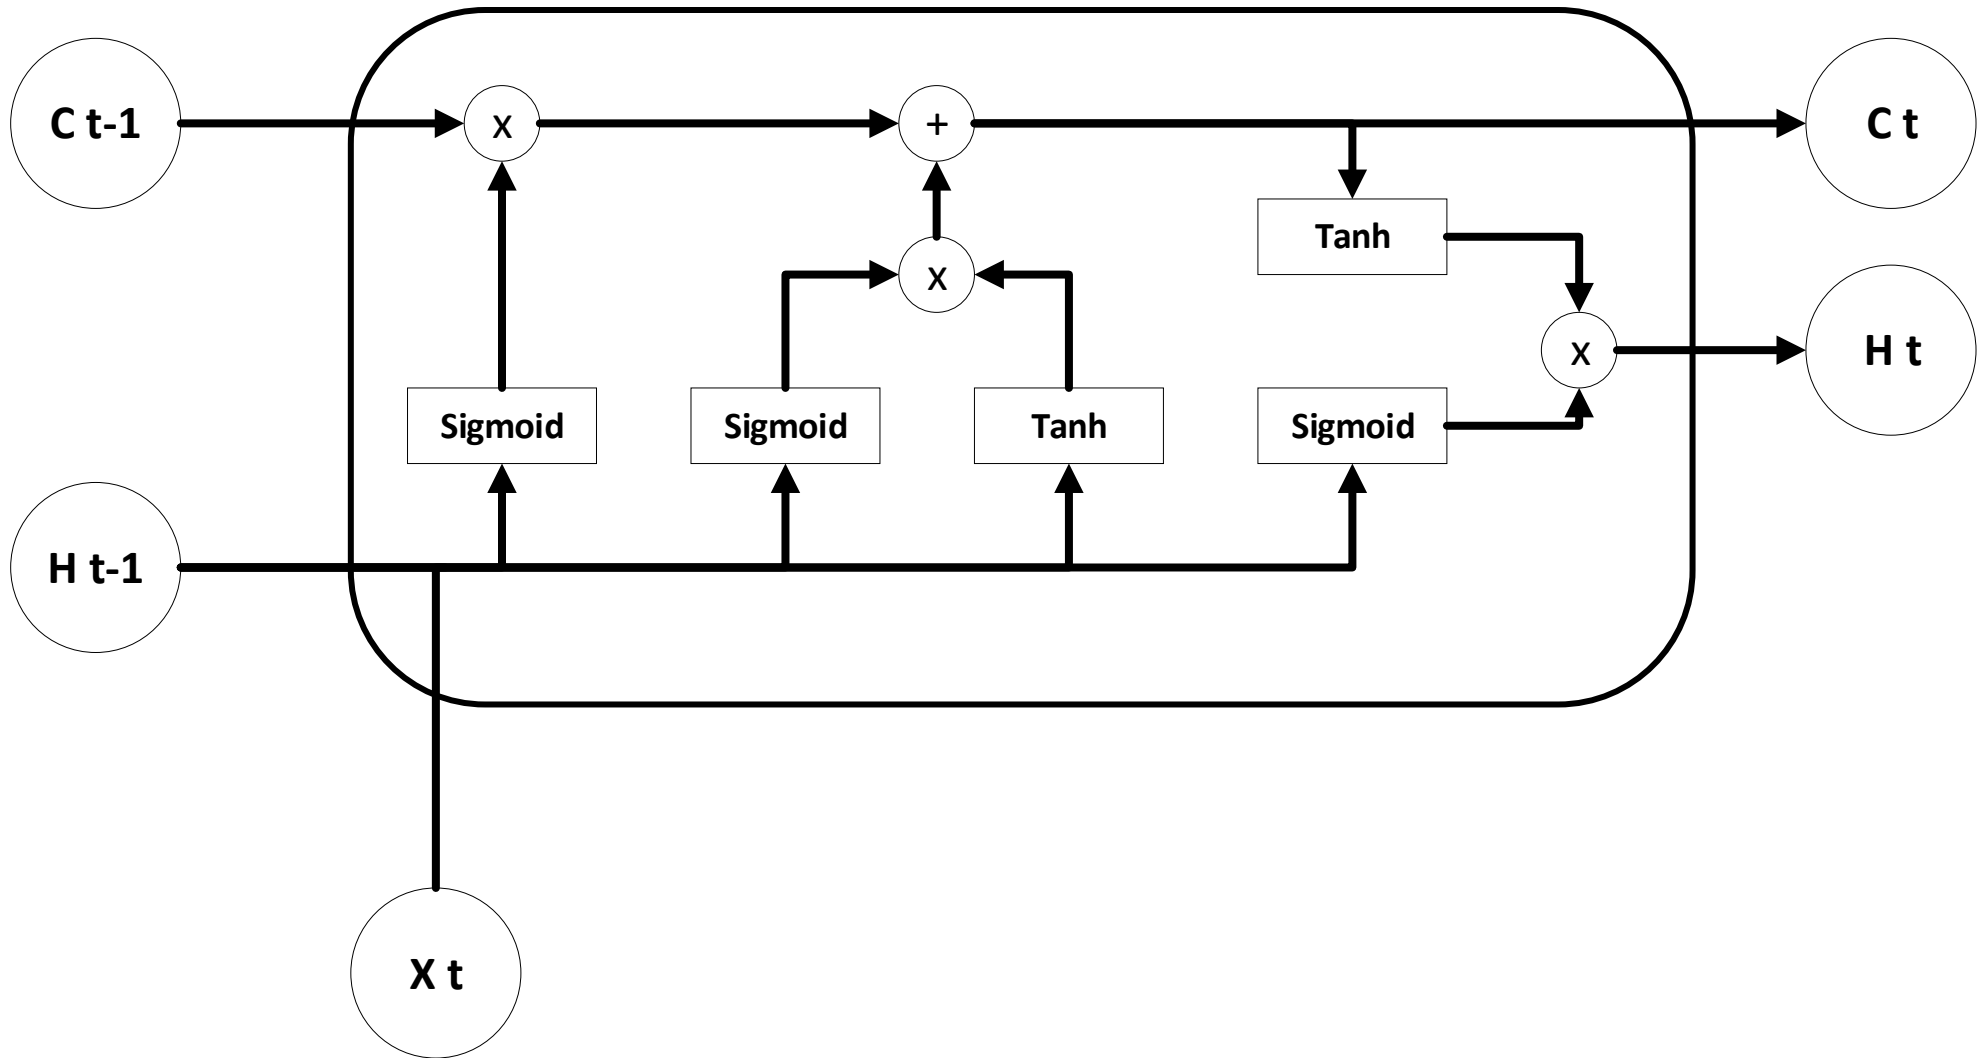 C t-1
x
+
C t
Tanh
x
x
H t
Sigmoid
Sigmoid
Tanh
Sigmoid
H t-1
X t